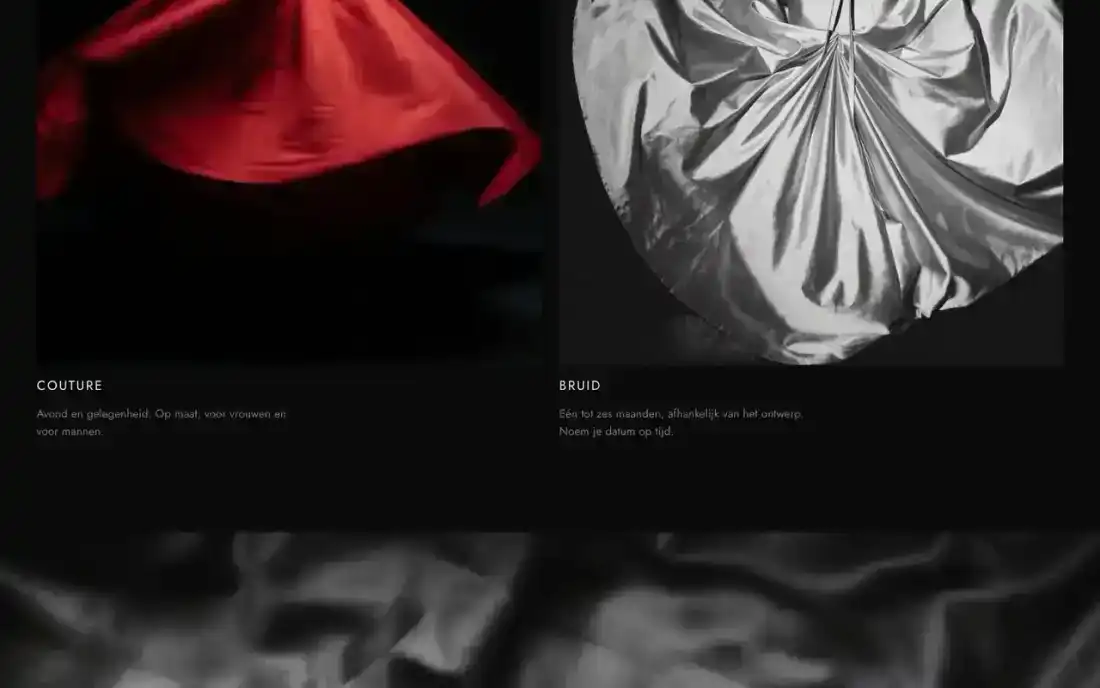 COUTURE
Avond en gelegenheid. Op maat, voor vrouwen en
voor mannen.
BRUID
Eén tot zes maanden, afhankelijk van het ontwerp.
Noem je datum op tijd.